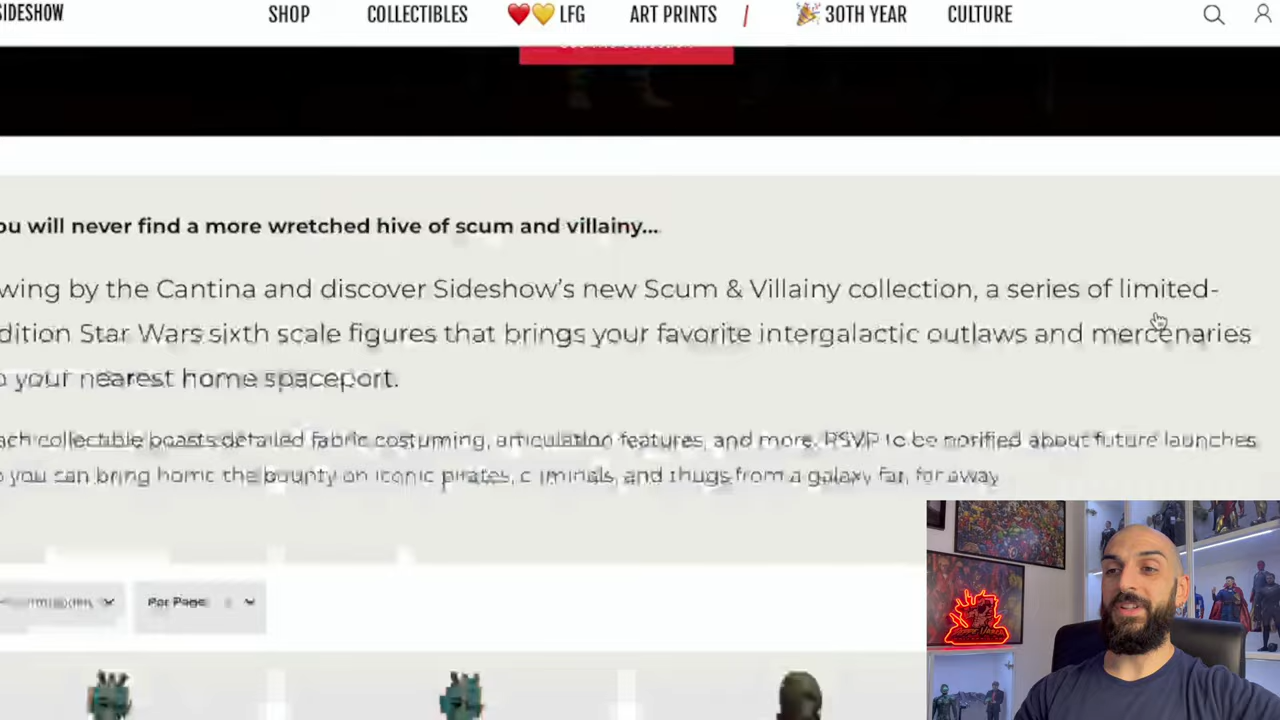 SIDESHOW
SHOP
COLLECTIBLES
LFG
ART PRINTS
/
30TH YEAR
CULTURE
ou will never find a more wretched hive of scum and villainy...
wing by the Cantina and discover Sideshow's new Scum & Villainy collection, a series of limited-
dition Star Wars sixth scale figures that brings your favorite intergalactic outlaws and mercenaries
o your nearest home spaceport.
ach collectible boasts detailed fabric costuming, articulation features, and more. RSVP to be notified about future launches
o you can bring home the bounty on iconic pirates, criminals, and thugs from a galaxy far, far away
Per Page